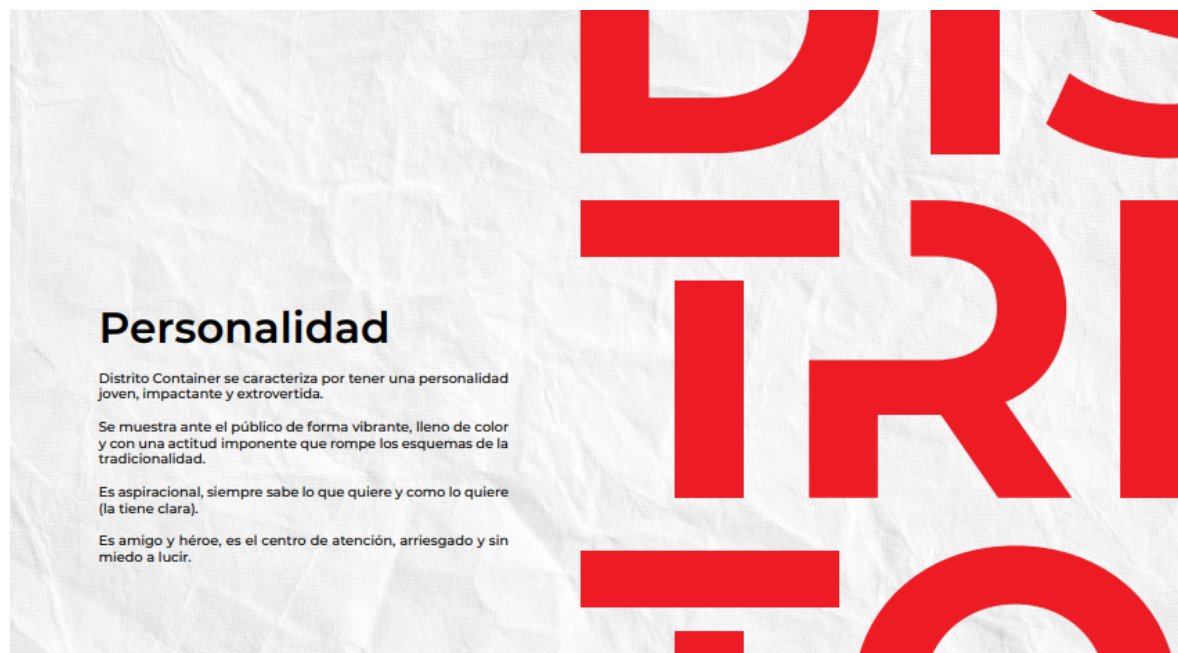 Personalidad
Distrito Container se caracteriza por tener una personalidad
joven, impactante y extrovertida.
Se muestra ante el público de forma vibrante, lleno de color
y con una actitud imponente que rompe los esquemas de la
tradicionalidad.
Es aspiracional, siempre sabe lo que quiere y como lo quiere
(la tiene clara).
Es amigo y héroe, es el centro de atención, arriesgado y sin
miedo a lucir.
DIS
TRI
TO